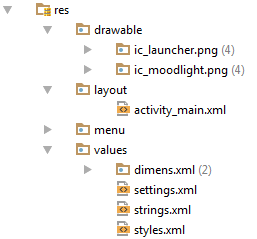 res
drawable
ic_launcher.png (4)
ic_moodlight.png (4)
layout
activity_main.xml
menu
values
dimens.xml (2)
settings.xml
strings.xml
styles.xml